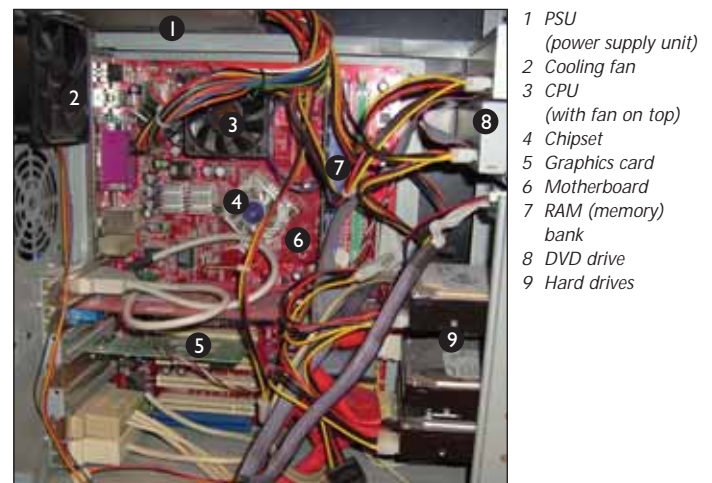 1
2
3
4
5
6
7
8
9
1 PSU
(power supply unit)
2 Cooling fan
3 CPU
(with fan on top)
4 Chipset
5 Graphics card
6 Motherboard
7 RAM (memory)
bank
8 DVD drive
9 Hard drives